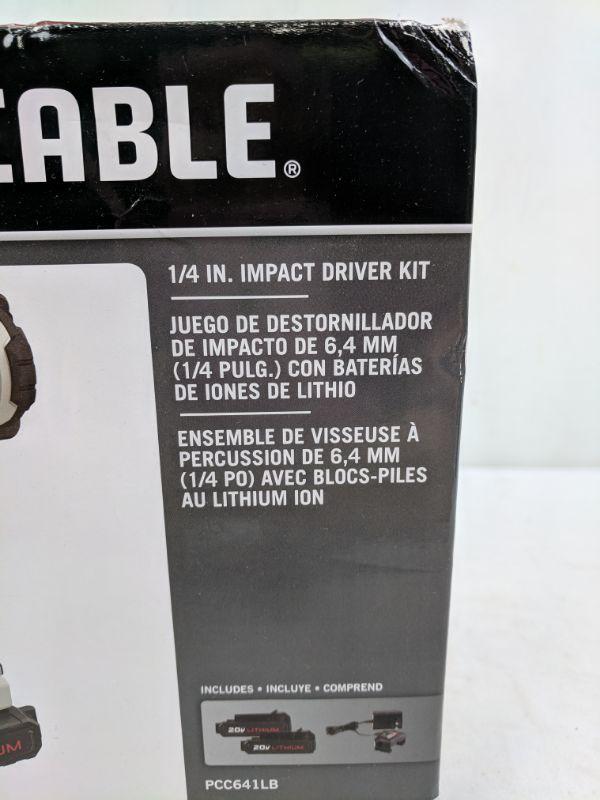 CABLE®
1/4 IN. IMPACT DRIVER KIT
JUEGO DE DESTORNILLADOR
DE IMPACTO DE 6,4 MM
(1/4 PULG.) CON BATERÍAS
DE IONES DE LITHIO
ENSEMBLE DE VISSEUSE À
PERCUSSION DE 6,4 MM
(1/4 PO) AVEC BLOCS-PILES
AU LITHIUM ION
INCLUDES • INCLUYE • COMPREND
20V LITHIUM
20V LITHIUM
UM
PCC641LB